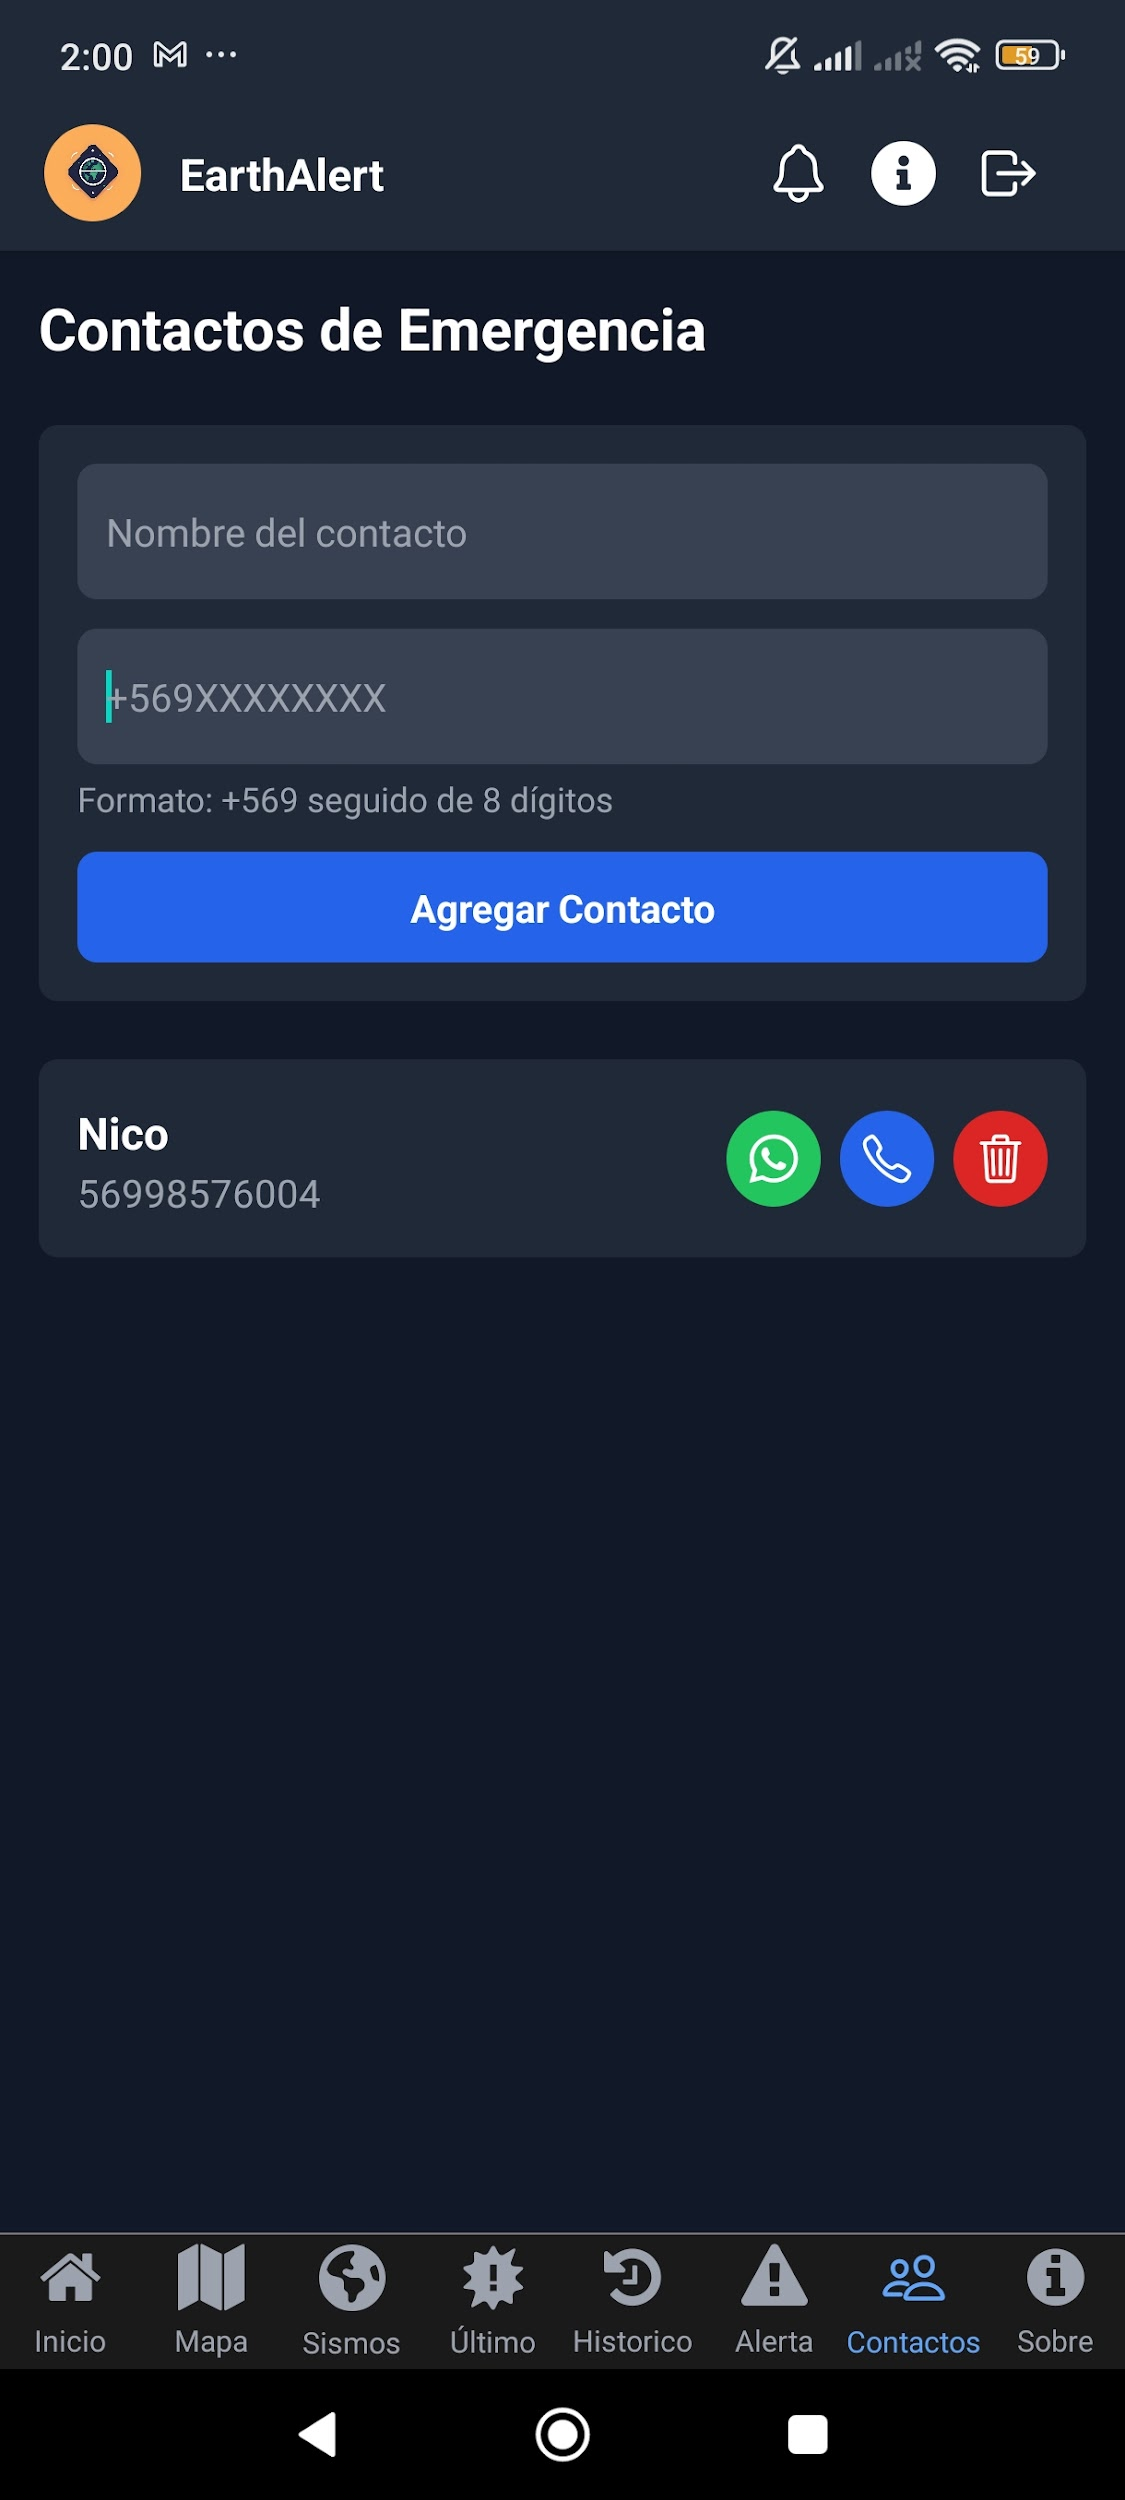 2:00
59
EarthAlert
Contactos de Emergencia
Nombre del contacto
+569XXXXXXXX
Formato: +569 seguido de 8 dígitos
Agregar Contacto
Nico
56998576004
Inicio
Mapa
Sismos
Último
Historico
Alerta
Contactos
Sobre